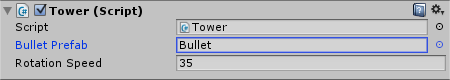 Tower (Script)
Script Tower
Bullet Prefab Bullet
Rotation Speed 35